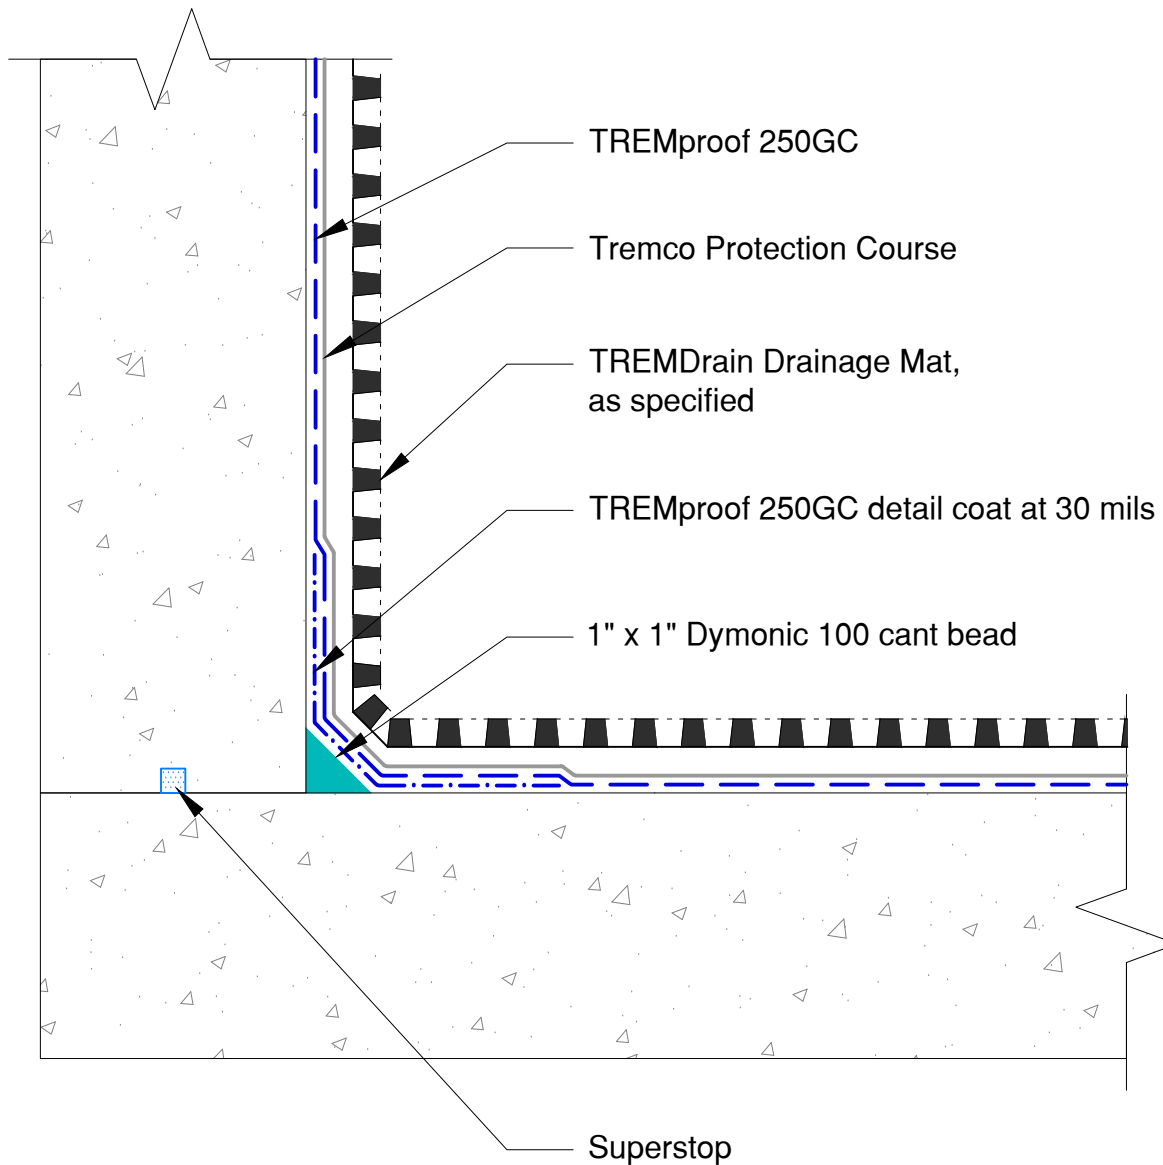 TREMproof 250GC
Tremco Protection Course
TREMDrain Drainage Mat,
as specified
TREMproof 250GC detail coat at 30 mils
1" x 1" Dymonic 100 cant bead
Superstop